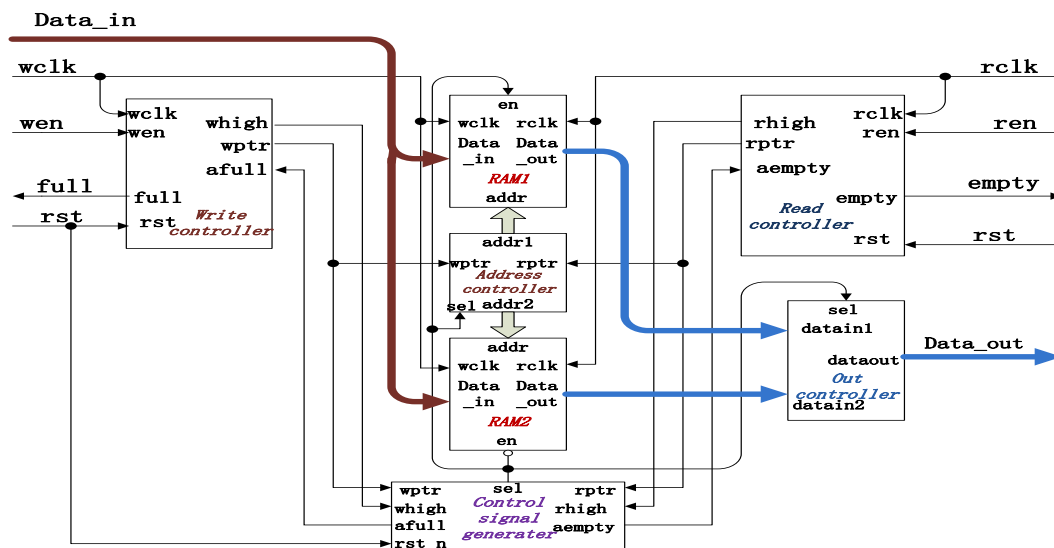 Data_in
wclk
wen
full
rst
wclk
wen
whigh
wptr
afull
full
rst
Write
controller
en
wclk rclk
Data Data
_in _out
RAM1
addr
addr1
wptr rptr
Address
controller
sel addr2
addr
wclk rclk
Data Data
_in _out
RAM2
en
sel
wptr rptr
Control
whigh rhigh
signal
afull aempty
generater
rst_n
rclk
ren
rhigh
rptr
aempty
empty
Read
controller
rst
rclk
ren
empty
rst
sel
datain1
dataout
Out
controller
datain2
Data_out